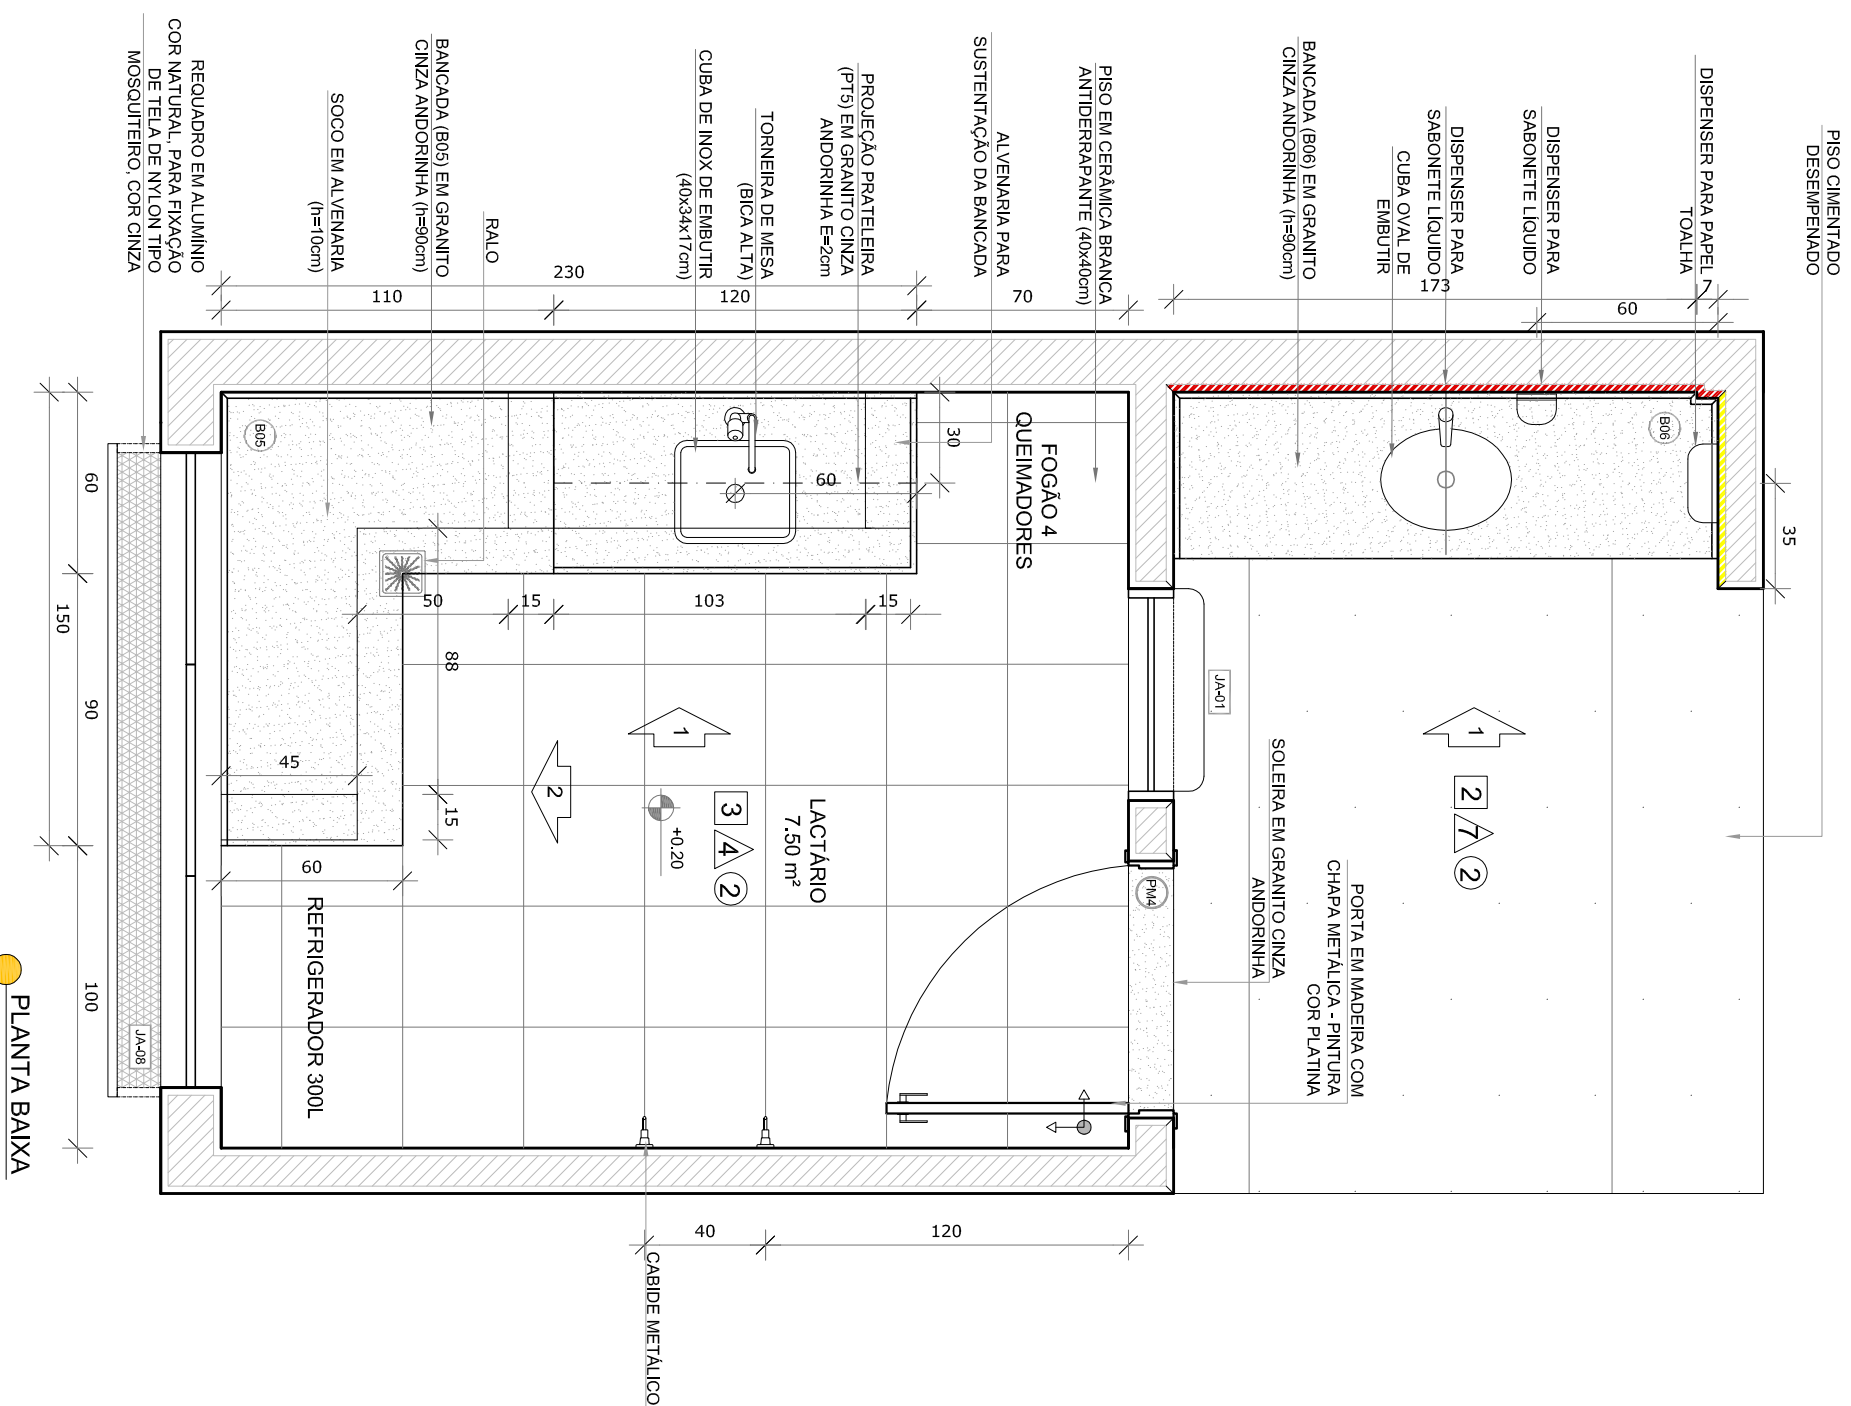 PISO CIMENTADO
DESEMPENADO
DISPENSER PARA PAPEL
TOALHA
DISPENSER PARA
SABONETE LÍQUIDO
DISPENSER PARA
SABONETE LÍQUIDO
CUBA OVAL DE
EMBUTIR
BANCADA (B06) EM GRANITO
CINZA ANDORINHA (h=90cm)
PISO EM CERÂMICA BRANCA
ANTIDERRAPANTE (40x40cm)
ALVENARIA PARA
SUSTENTAÇÃO DA BANCADA
PROJEÇÃO PRATELEIRA
(PT5) EM GRANITO CINZA
ANDORINHA E=2cm
TORNEIRA DE MESA
(BICA ALTA)
CUBA DE INOX DE EMBUTIR
(40x34x17cm)
RALO
BANCADA (B05) EM GRANITO
CINZA ANDORINHA (h=90cm)
SOCO EM ALVENARIA
(h=10cm)
REQUADRO EM ALUMÍNIO
COR NATURAL, PARA FIXAÇÃO
DE TELA DE NYLON TIPO
MOSQUITEIRO, COR CINZA
7
173
60
230
110
120
70
35
B06
B05
30
60
FOGÃO 4
QUEIMADORES
50
15
103
15
88
45
15
60
60
150
90
100
JA-01
1
1
2
2
7
2
LACTÁRIO
7.50 m²
3
4
2
+0.20
PM4
SOLEIRA EM GRANITO CINZA
ANDORINHA
PORTA EM MADEIRA COM
CHAPA METÁLICA - PINTURA
COR PLATINA
REFRIGERADOR 300L
JA-08
40
120
CABIDE METÁLICO
PLANTA BAIXA